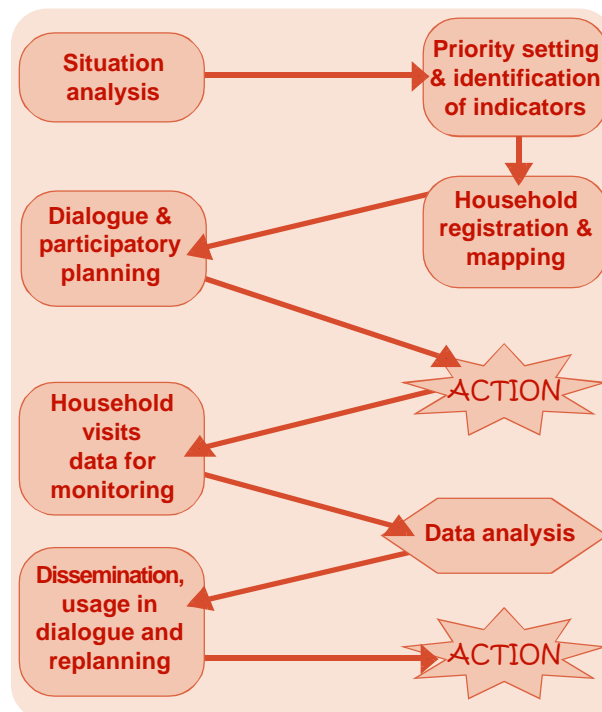 Situation
analysis
Priority setting
& identification
of indicators
Household
registration &
mapping
Dialogue &
participatory
planning
ACTION
Household
visits
data for
monitoring
Data analysis
Dissemination,
usage in
dialogue and
replanning
ACTION